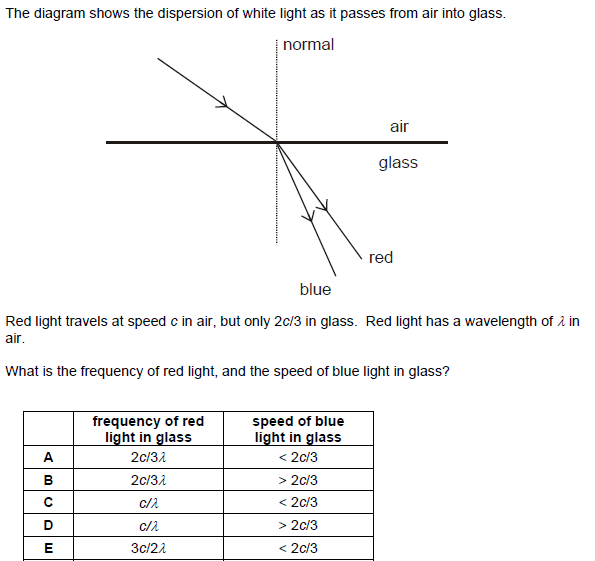 The diagram shows the dispersion of white light as it passes from air into glass.
normal
air
glass
red
blue
Red light travels at speed c in air, but only 2c/3 in glass.  Red light has a wavelength of λ in
air.
What is the frequency of red light, and the speed of blue light in glass?
frequency of red speed of blue
light in glass light in glass
A 2c/3λ < 2c/3
B 2c/3λ > 2c/3
C c/λ < 2c/3
D c/λ > 2c/3
E 3c/2λ < 2c/3